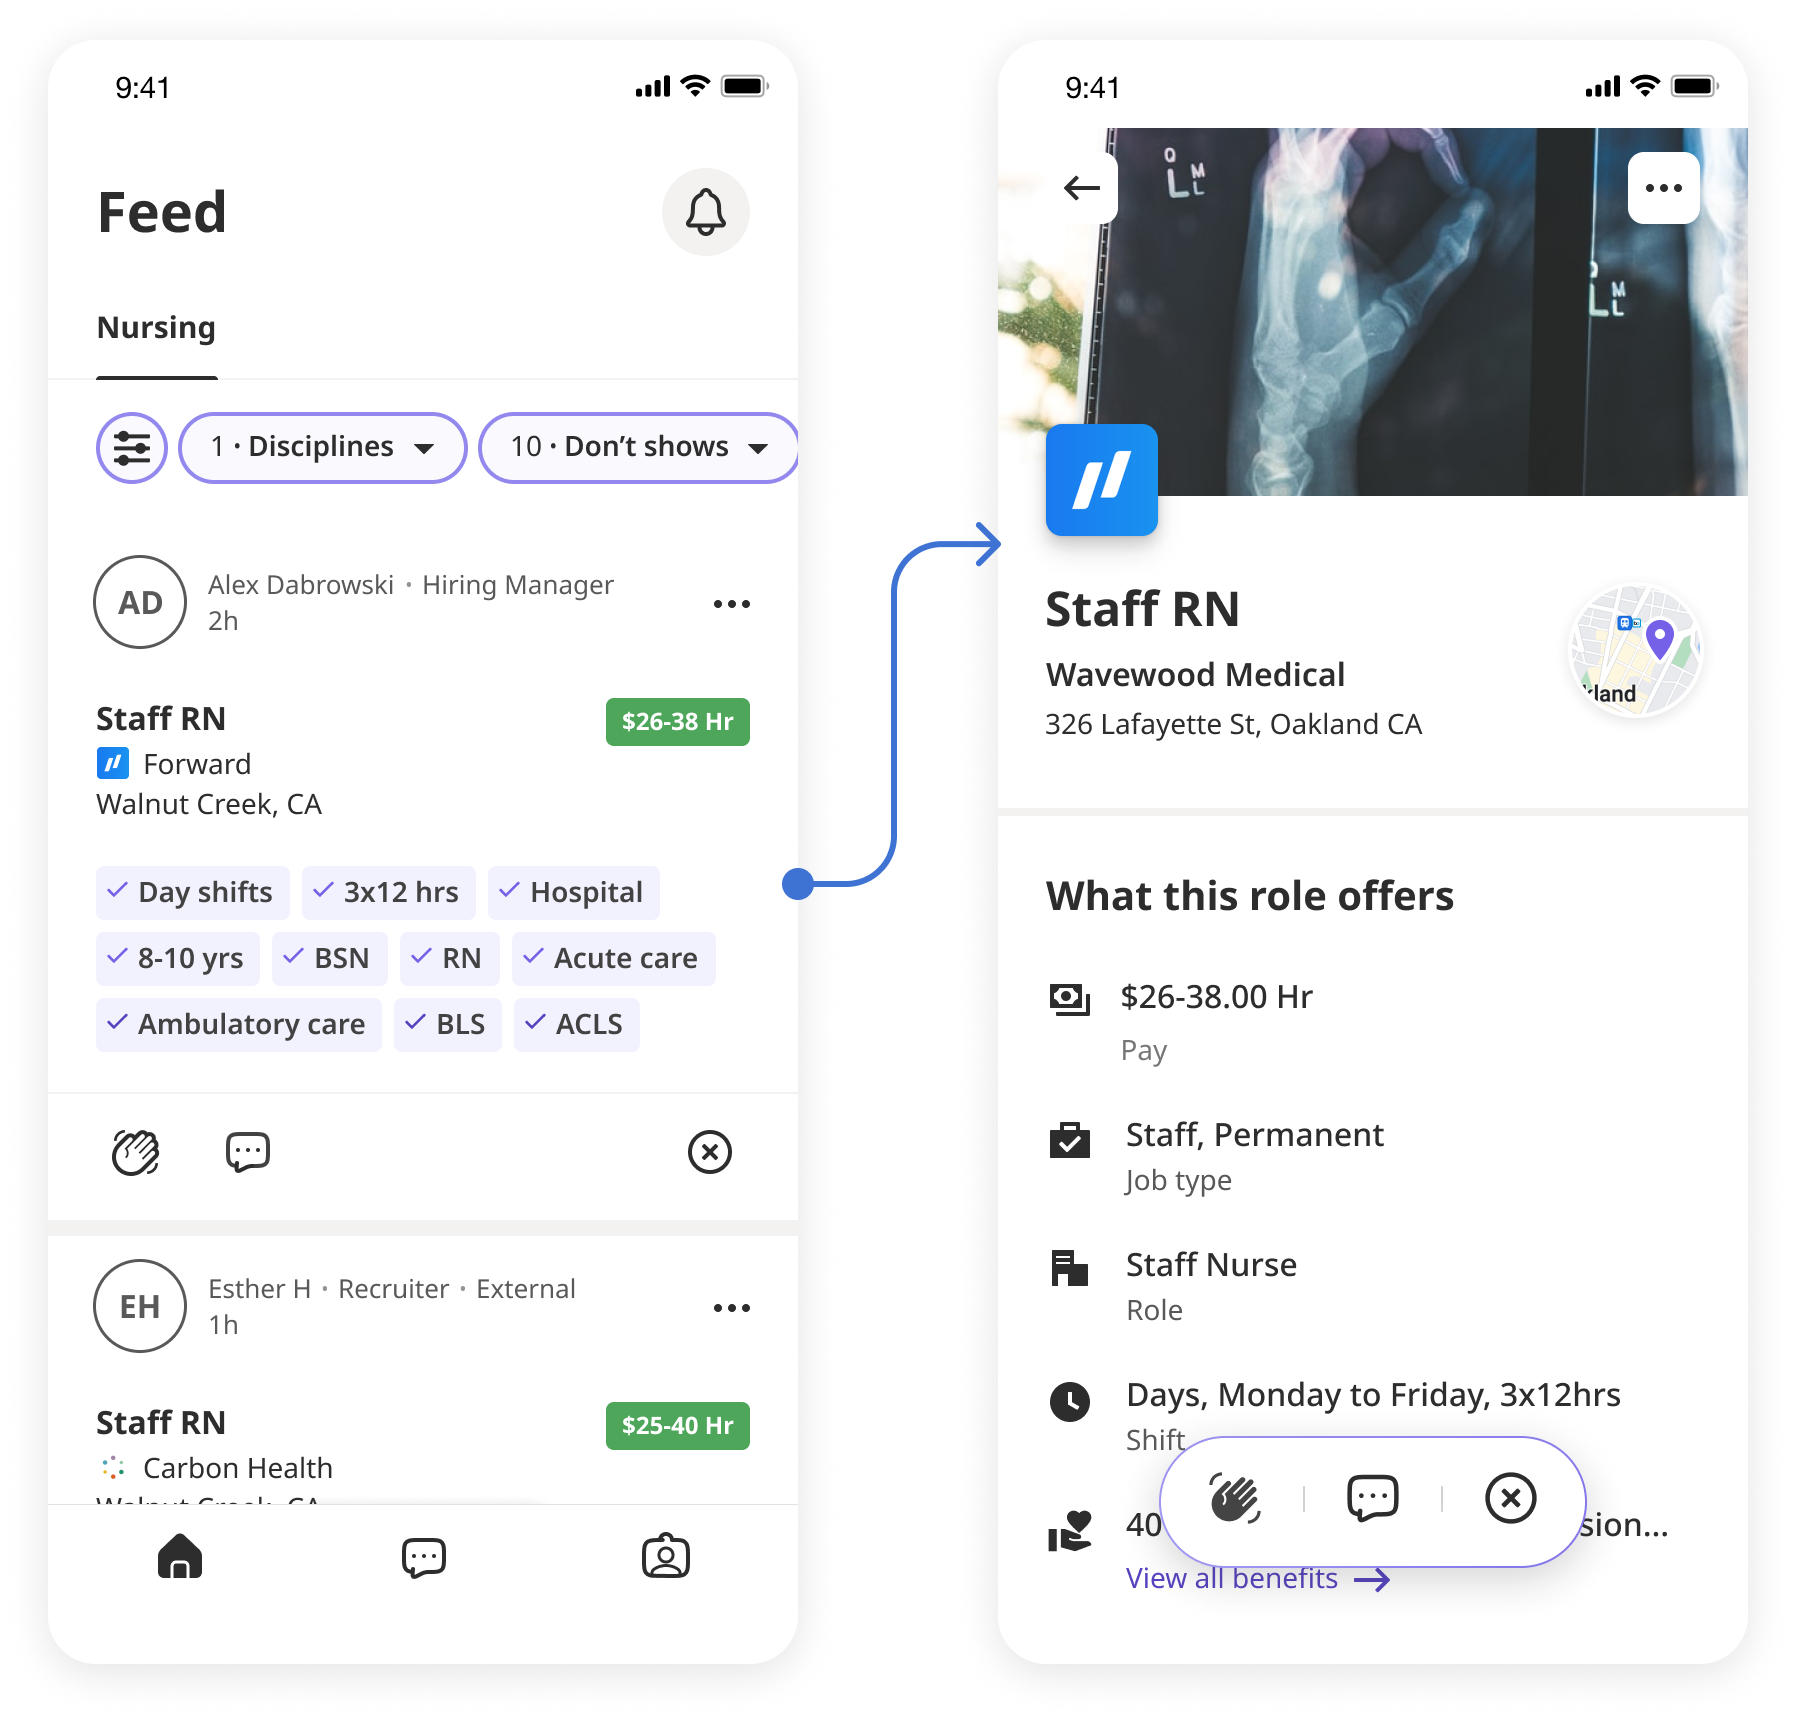 9:41
Feed
Nursing
1 · Disciplines
10 · Don’t shows
AD
Alex Dabrowski · Hiring Manager
2h
Staff RN
$26-38 Hr
Forward
Walnut Creek, CA
Day shifts
3x12 hrs
Hospital
8-10 yrs
BSN
RN
Acute care
Ambulatory care
BLS
ACLS
EH
Esther H · Recruiter · External
1h
Staff RN
$25-40 Hr
Carbon Health
Walnut Creek, CA
9:41
L M L
L M L
Staff RN
Wavewood Medical
326 Lafayette St, Oakland CA
kland
What this role offers
$26-38.00 Hr
Pay
Staff, Permanent
Job type
Staff Nurse
Role
Days, Monday to Friday, 3x12hrs
Shift
40 sion...
View all benefits